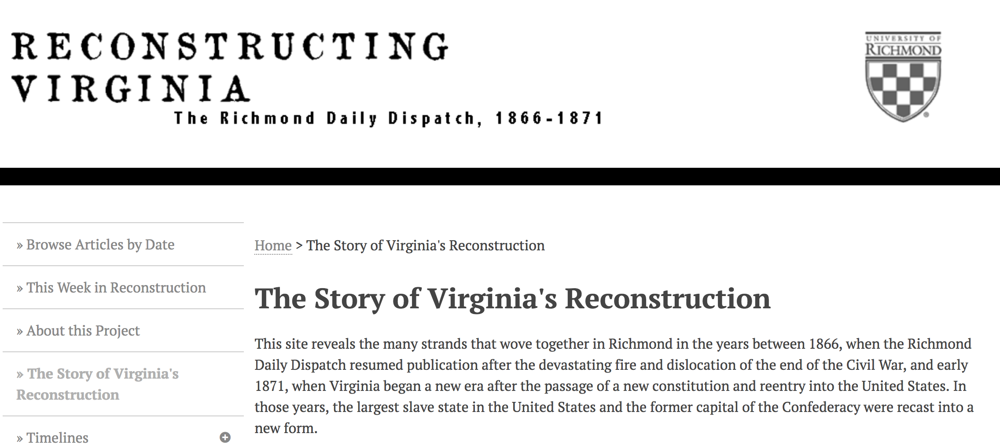 RECONSTRUCTING
VIRGINIA
The Richmond Daily Dispatch, 1866-1871
UNIVERSITY OF
RICHMOND
®
» Browse Articles by Date
» This Week in Reconstruction
» About this Project
» The Story of Virginia's
Reconstruction
» Timelines
Home > The Story of Virginia's Reconstruction
The Story of Virginia's Reconstruction
This site reveals the many strands that wove together in Richmond in the years between 1866, when the Richmond
Daily Dispatch resumed publication after the devastating fire and dislocation of the end of the Civil War, and early
1871, when Virginia began a new era after the passage of a new constitution and reentry into the United States. In
those years, the largest slave state in the United States and the former capital of the Confederacy were recast into a
new form.